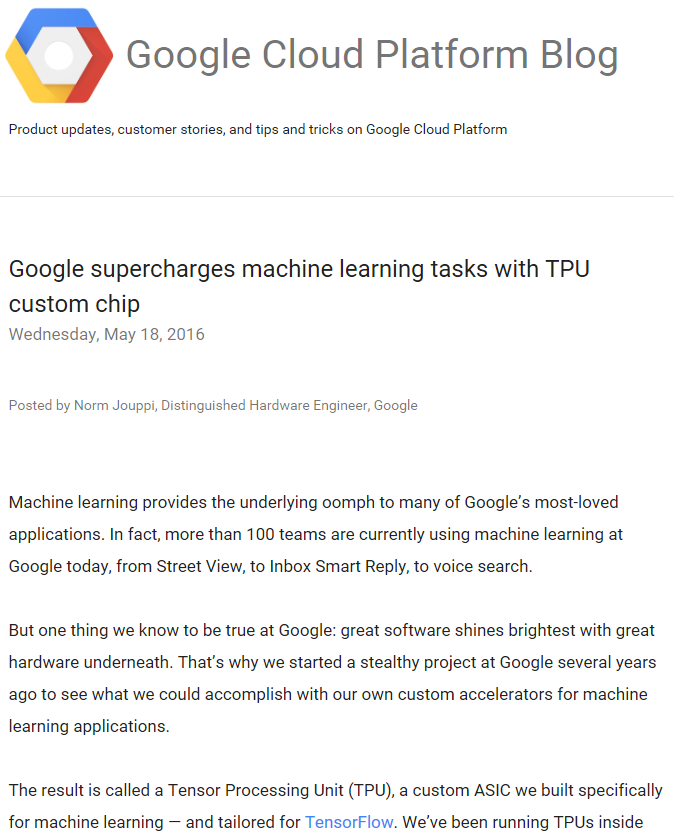 Google Cloud Platform Blog
Product updates, customer stories, and tips and tricks on Google Cloud Platform
Google supercharges machine learning tasks with TPU
custom chip
Wednesday, May 18, 2016
Posted by Norm Jouppi, Distinguished Hardware Engineer, Google
Machine learning provides the underlying oomph to many of Google’s most-loved
applications. In fact, more than 100 teams are currently using machine learning at
Google today, from Street View, to Inbox Smart Reply, to voice search.
But one thing we know to be true at Google: great software shines brightest with great
hardware underneath. That’s why we started a stealthy project at Google several years
ago to see what we could accomplish with our own custom accelerators for machine
learning applications.
The result is called a Tensor Processing Unit (TPU), a custom ASIC we built specifically
for machine learning — and tailored for TensorFlow. We’ve been running TPUs inside